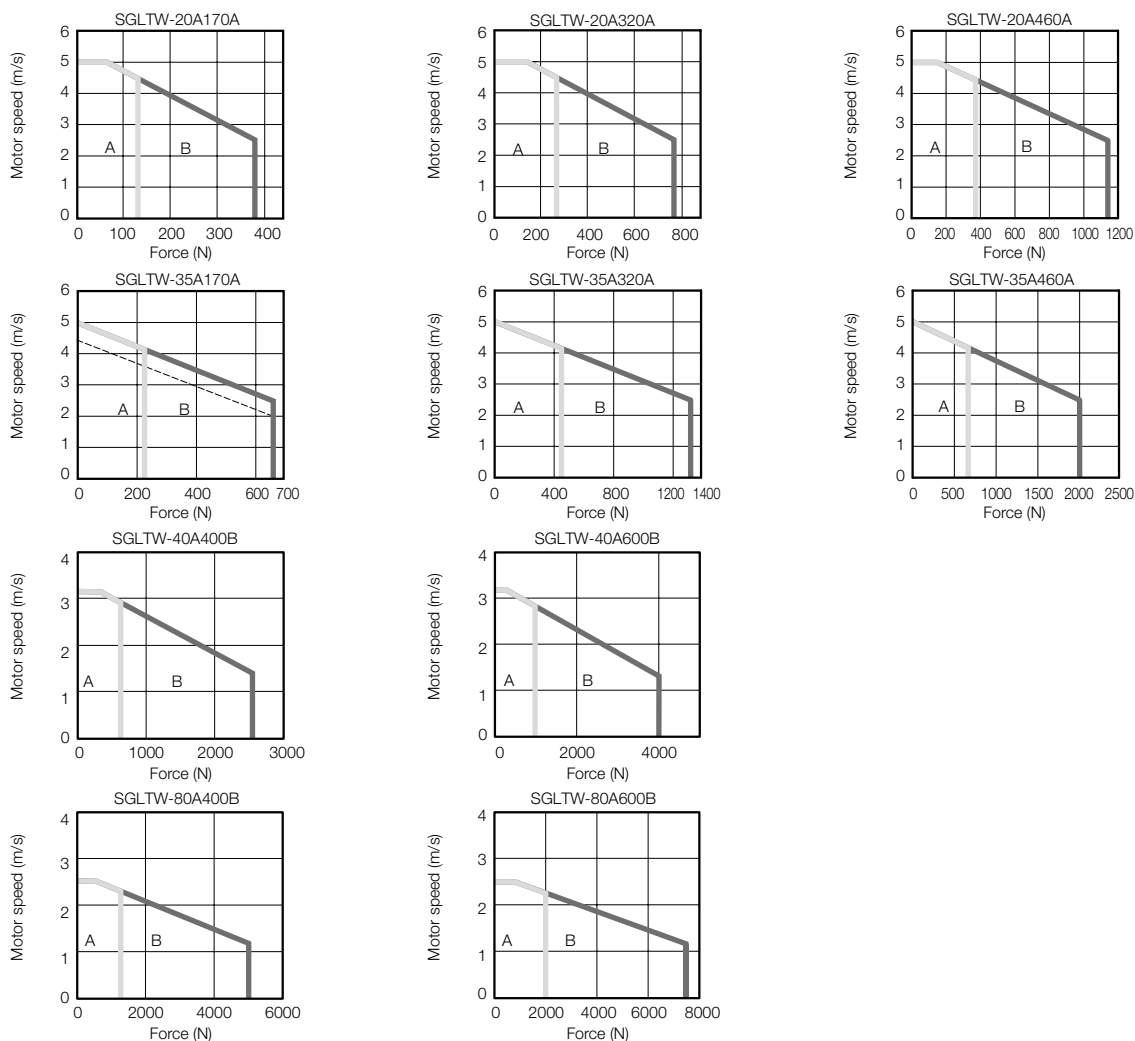 SGLTW-20A170A
Motor speed (m/s)
6
5
4
3
2
1
0
A
B
0 100 200 300 400
Force (N)
SGLTW-20A320A
Motor speed (m/s)
6
5
4
3
2
1
0
A
B
0 200 400 600 800
Force (N)
SGLTW-20A460A
Motor speed (m/s)
6
5
4
3
2
1
0
A
B
0 200 400 600 800 1000 1200
Force (N)
SGLTW-35A170A
Motor speed (m/s)
6
5
4
3
2
1
0
A
B
0 200 400 600 700
Force (N)
SGLTW-35A320A
Motor speed (m/s)
6
5
4
3
2
1
0
A
B
0 400 800 1200 1400
Force (N)
SGLTW-35A460A
Motor speed (m/s)
6
5
4
3
2
1
0
A
B
0 500 1000 1500 2000 2500
Force (N)
SGLTW-40A400B
Motor speed (m/s)
4
3
2
1
0
A
B
0 1000 2000 3000
Force (N)
SGLTW-40A600B
Motor speed (m/s)
4
3
2
1
0
A
B
0 2000 4000
Force (N)
SGLTW-80A400B
Motor speed (m/s)
4
3
2
1
0
A
B
0 2000 4000 6000
Force (N)
SGLTW-80A600B
Motor speed (m/s)
4
3
2
1
0
A
B
0 2000 4000 6000 8000
Force (N)